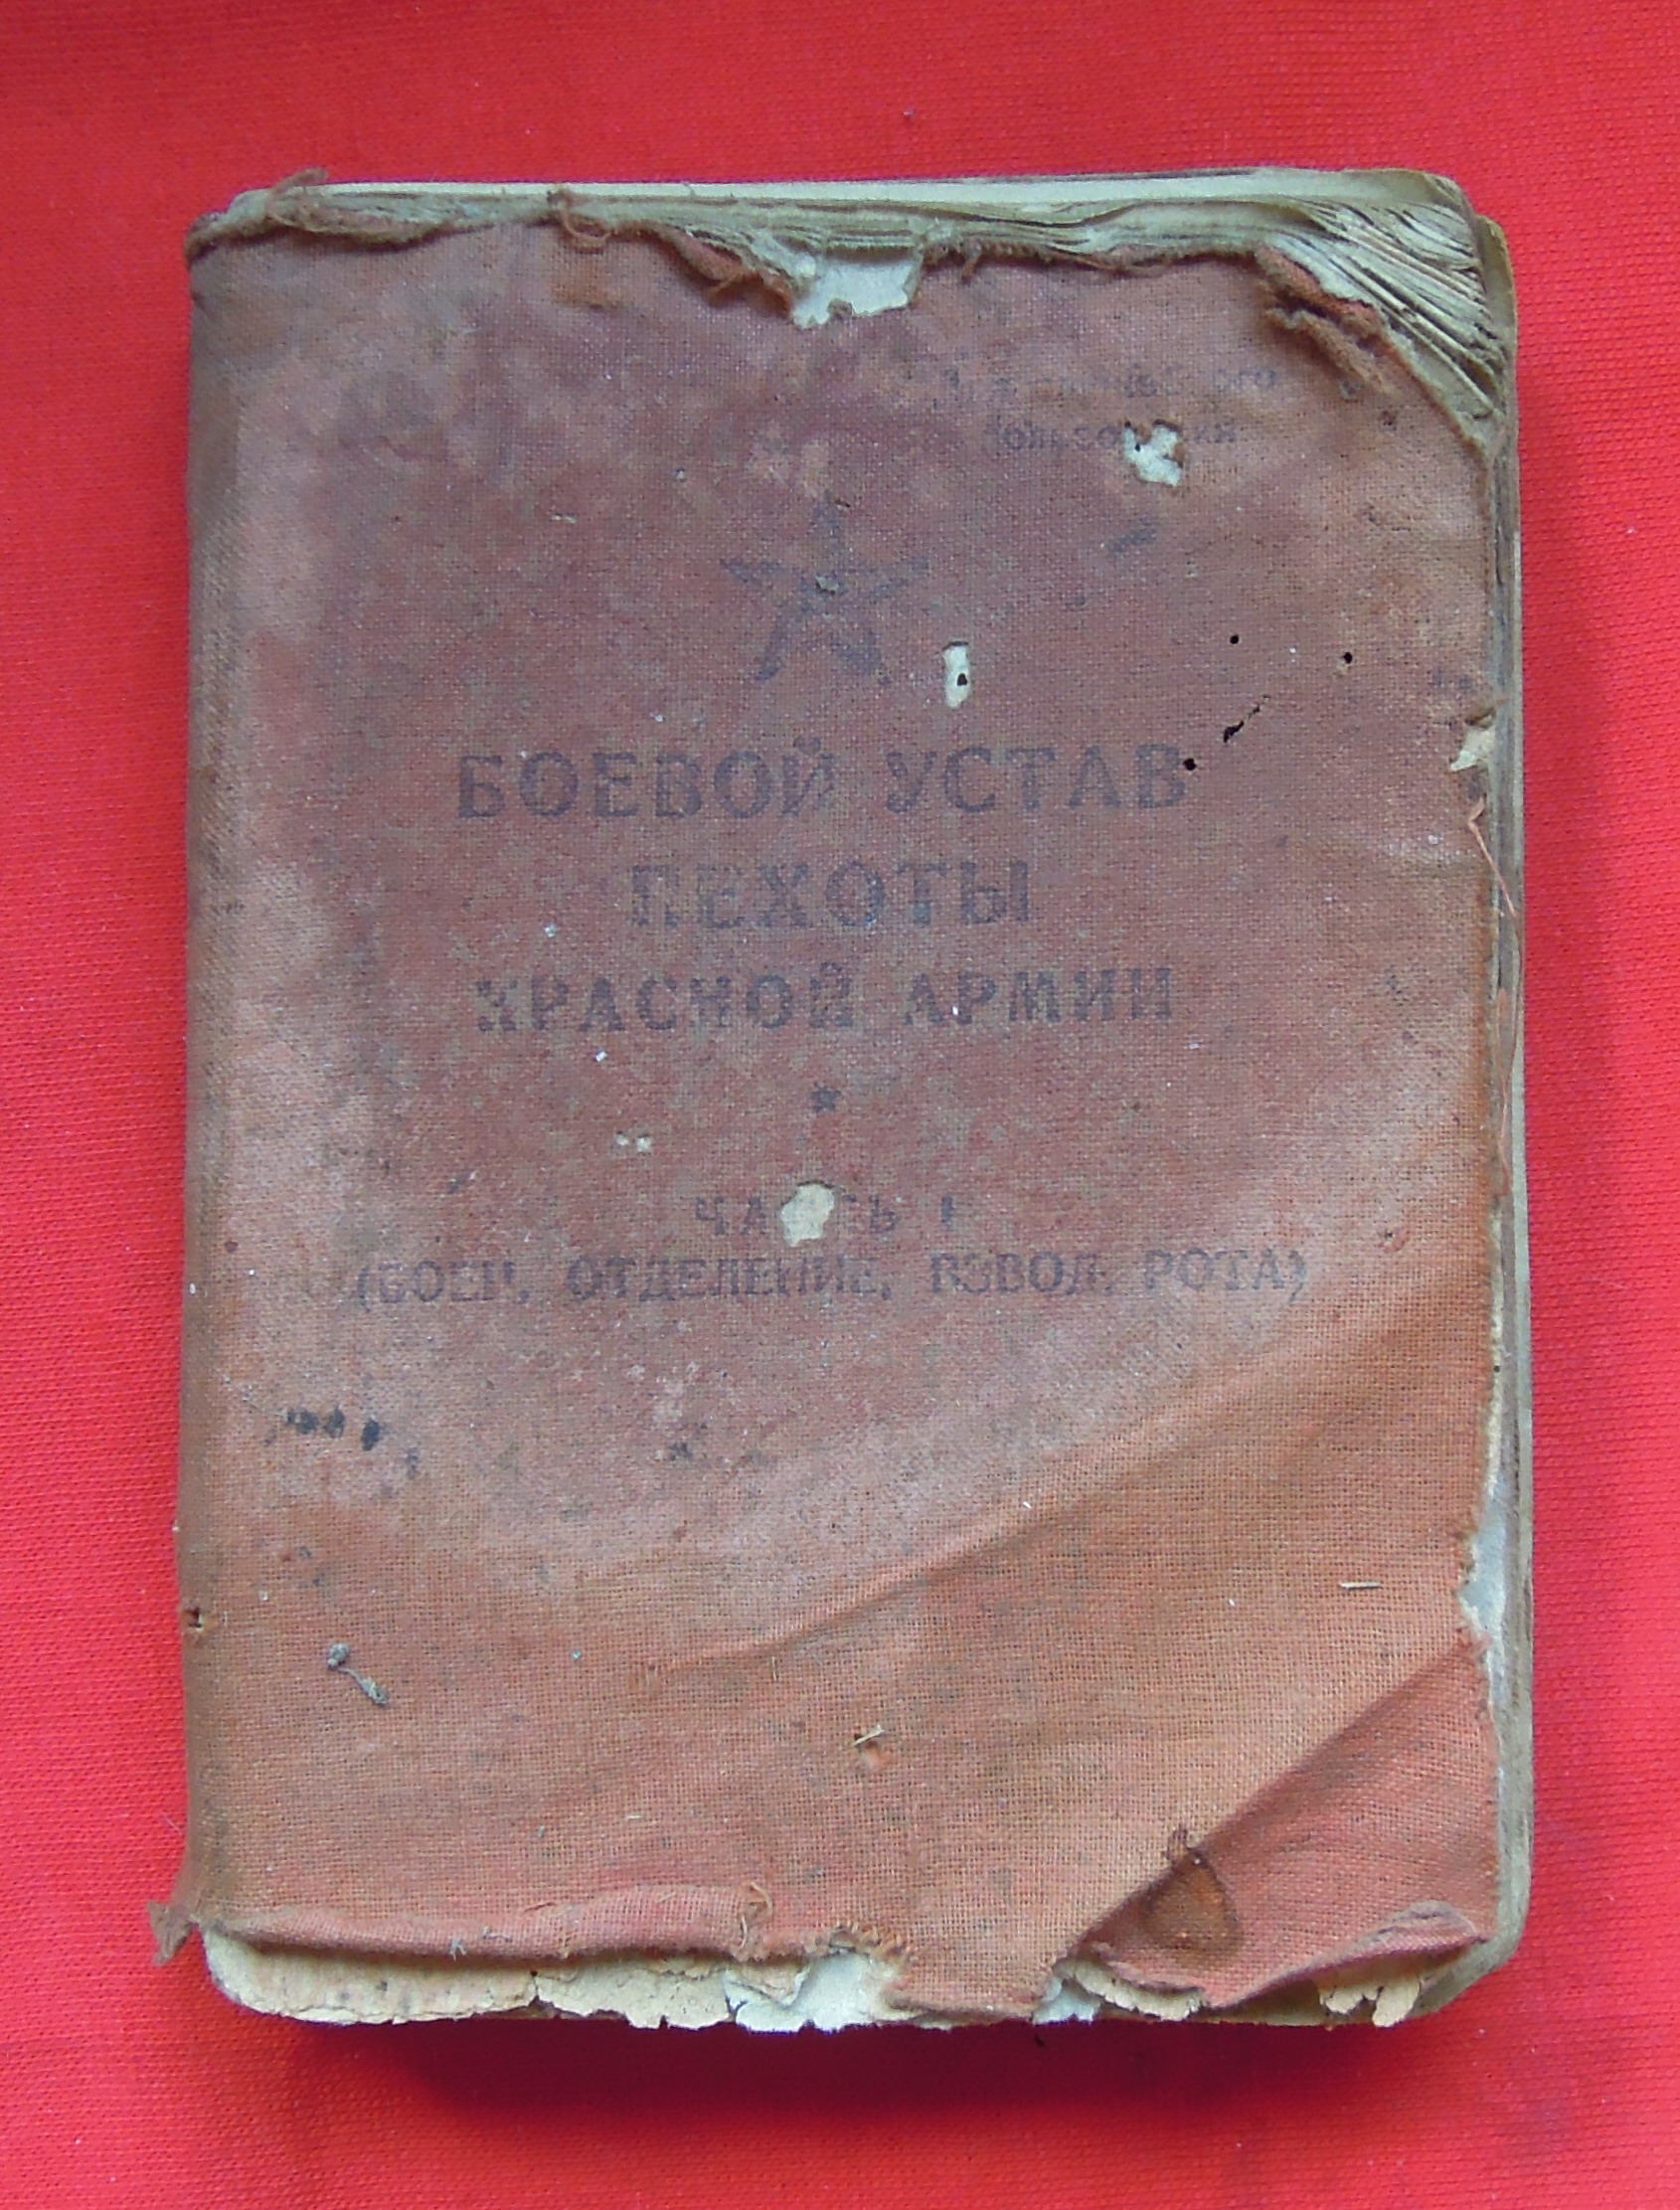 БОЕВОЙ УСТАВ
ПЕХОТЫ
КРАСНОЙ АРМИИ
ЧАСТЬ I
(БОЕЦ, ОТДЕЛЕНИЕ, ВЗВОД, РОТА)